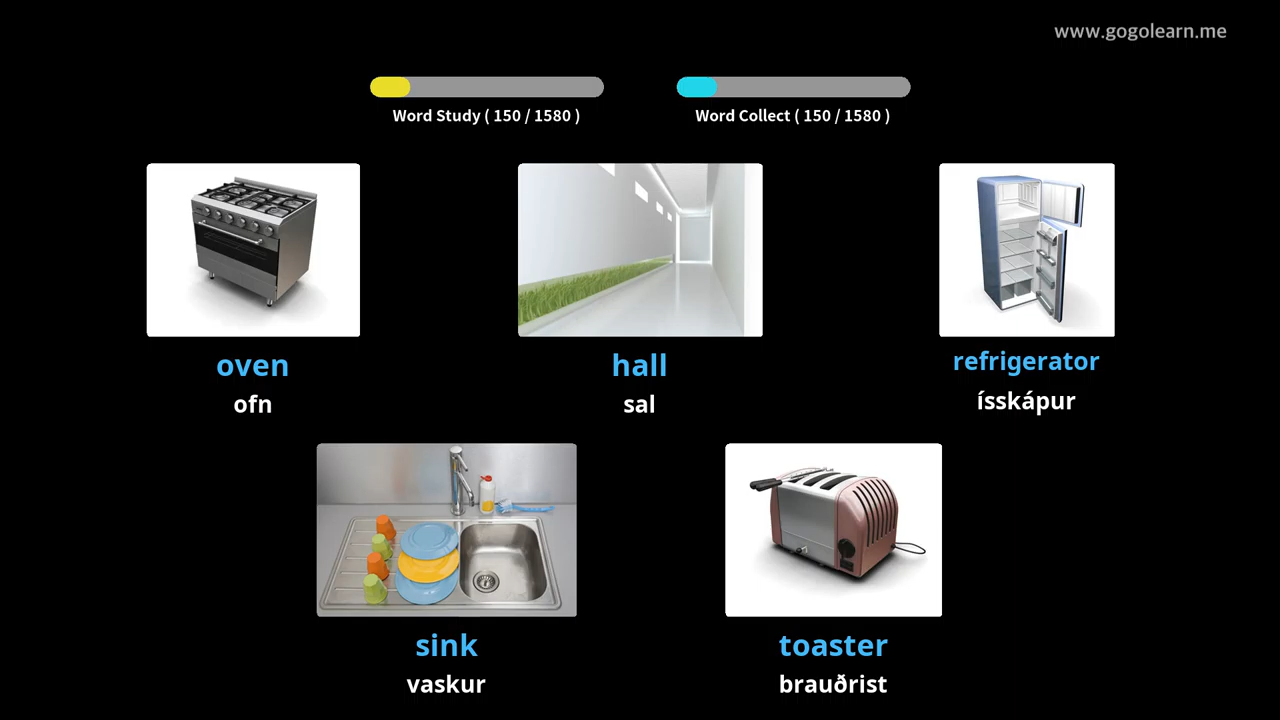 www.gogolearn.me
Word Study ( 150 / 1580 )
Word Collect ( 150 / 1580 )
oven
ofn
hall
sal
refrigerator
ísskápur
sink
vaskur
toaster
brauðrist